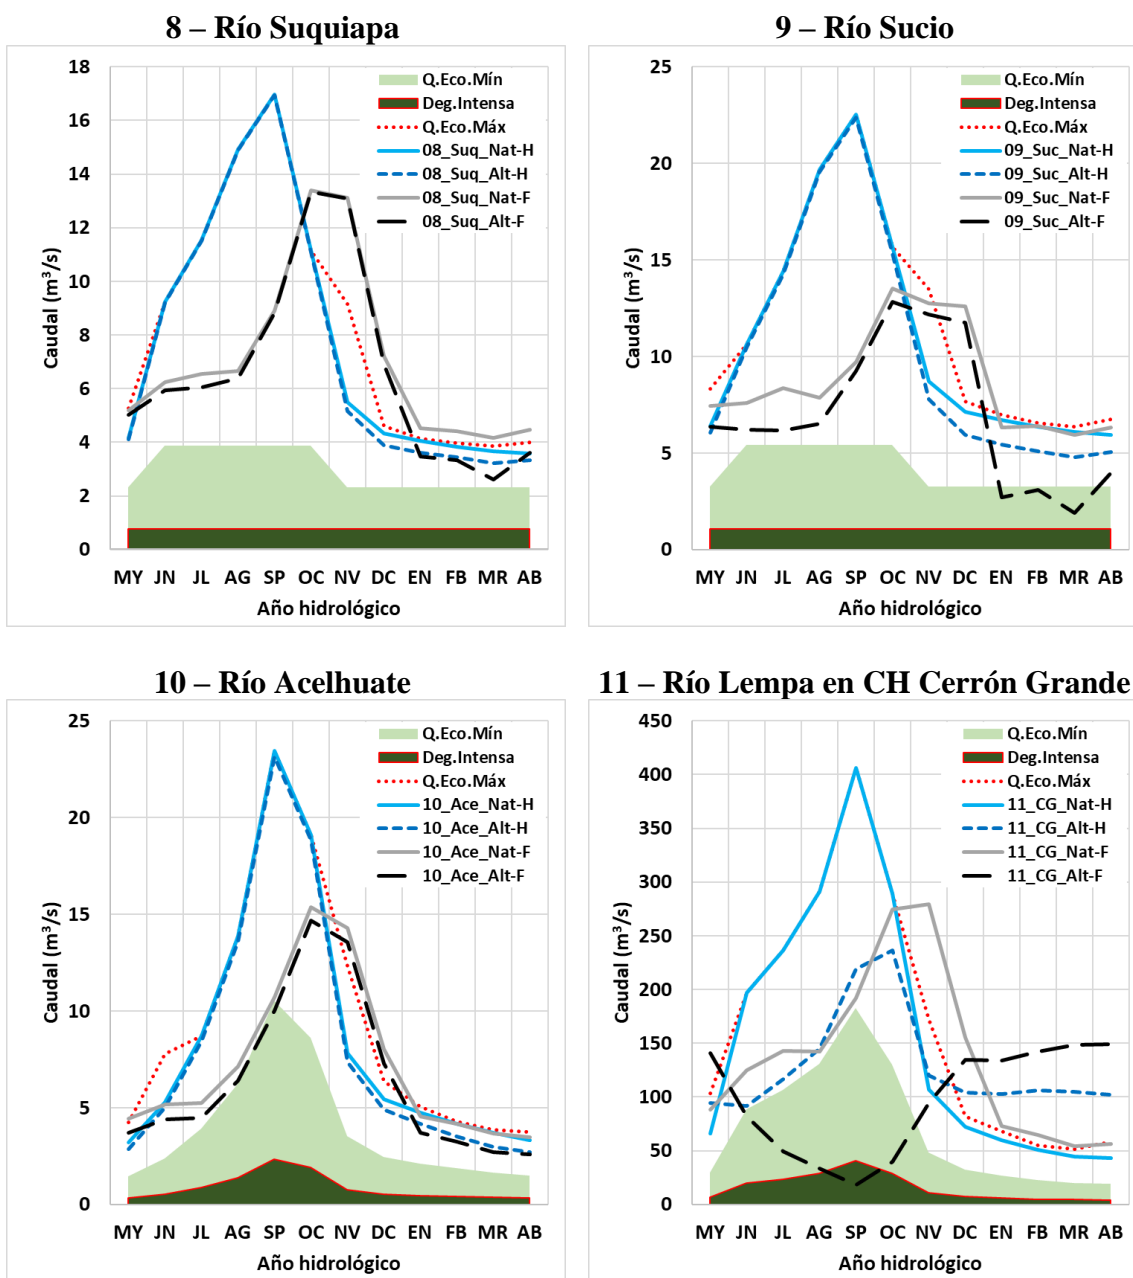 8 – Río Suquiapa
18
16
14
12
10
8
6
4
2
0
Caudal (m³/s)
Q.Eco.Mín
Deg.Intensa
Q.Eco.Máx
08_Suq_Nat-H
08_Suq_Alt-H
08_Suq_Nat-F
08_Suq_Alt-F
MY JN JL AG SP OC NV DC EN FB MR AB
Año hidrológico
9 – Río Sucio
25
20
15
10
5
0
Caudal (m³/s)
Q.Eco.Mín
Deg.Intensa
Q.Eco.Máx
09_Suc_Nat-H
09_Suc_Alt-H
09_Suc_Nat-F
09_Suc_Alt-F
MY JN JL AG SP OC NV DC EN FB MR AB
Año hidrológico
10 – Río Acelhuate
25
20
15
10
5
0
Caudal (m³/s)
Q.Eco.Mín
Deg.Intensa
Q.Eco.Máx
10_Ace_Nat-H
10_Ace_Alt-H
10_Ace_Nat-F
10_Ace_Alt-F
MY JN JL AG SP OC NV DC EN FB MR AB
Año hidrológico
11 – Río Lempa en CH Cerrón Grande
450
400
350
300
250
200
150
100
50
0
Caudal (m³/s)
Q.Eco.Mín
Deg.Intensa
Q.Eco.Máx
11_CG_Nat-H
11_CG_Alt-H
11_CG_Nat-F
11_CG_Alt-F
MY JN JL AG SP OC NV DC EN FB MR AB
Año hidrológico